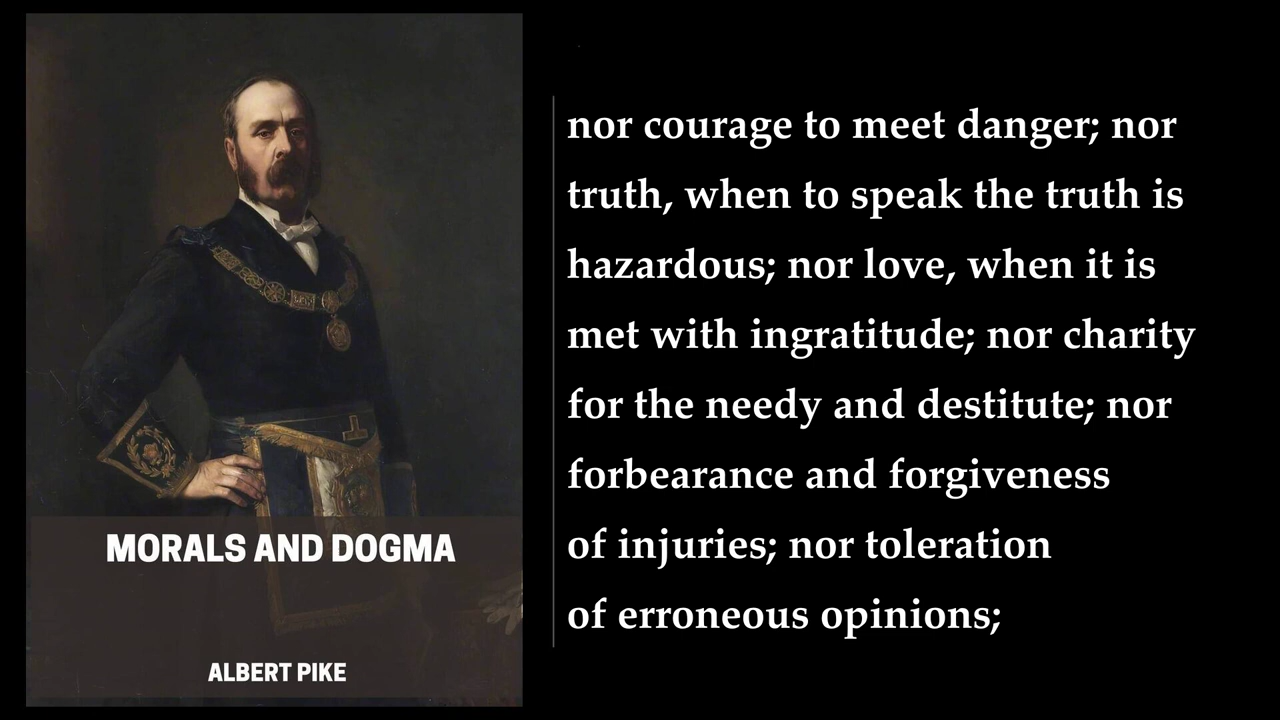 MORALS AND DOGMA
ALBERT PIKE
nor courage to meet danger; nor
truth, when to speak the truth is
hazardous; nor love, when it is
met with ingratitude; nor charity
for the needy and destitute; nor
forbearance and forgiveness
of injuries; nor toleration
of erroneous opinions;